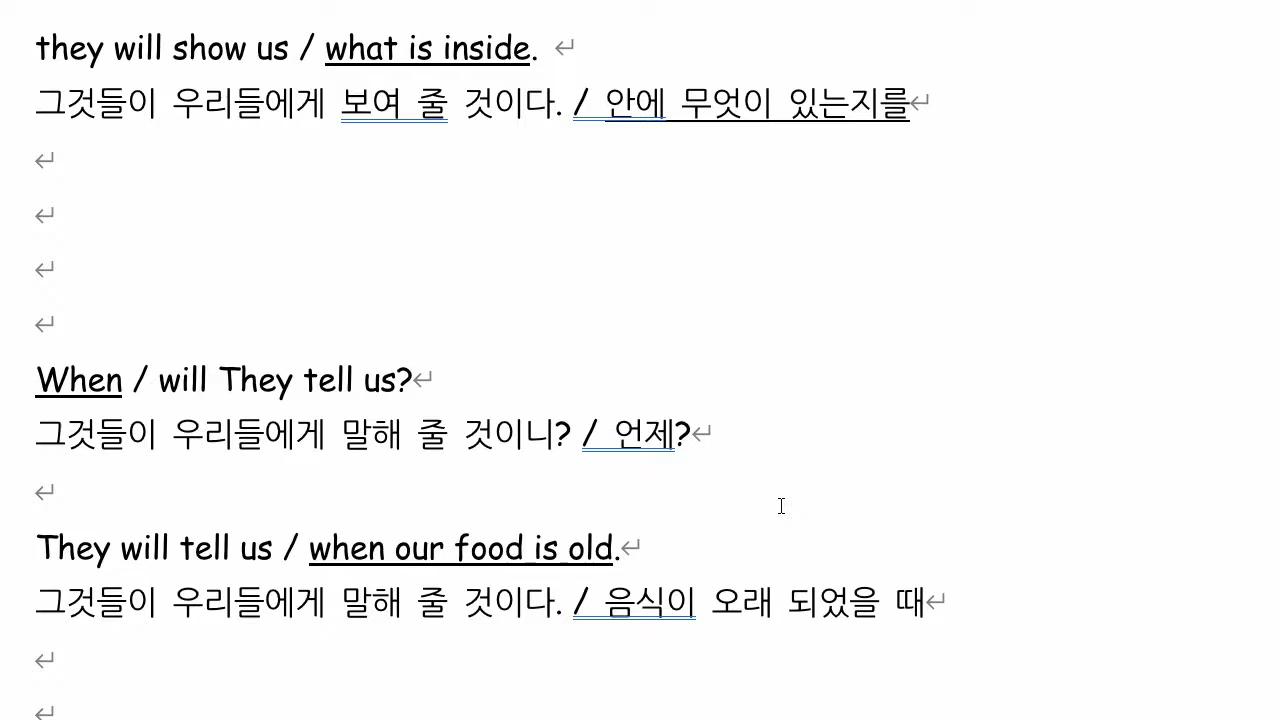 they will show us / what is inside.
그것들이 우리들에게 보여 줄 것이다. / 안에 무엇이 있는지를
When / will They tell us?
그것들이 우리들에게 말해 줄 것이니? / 언제?
They will tell us / when our food is old.
그것들이 우리들에게 말해 줄 것이다. / 음식이 오래 되었을 때